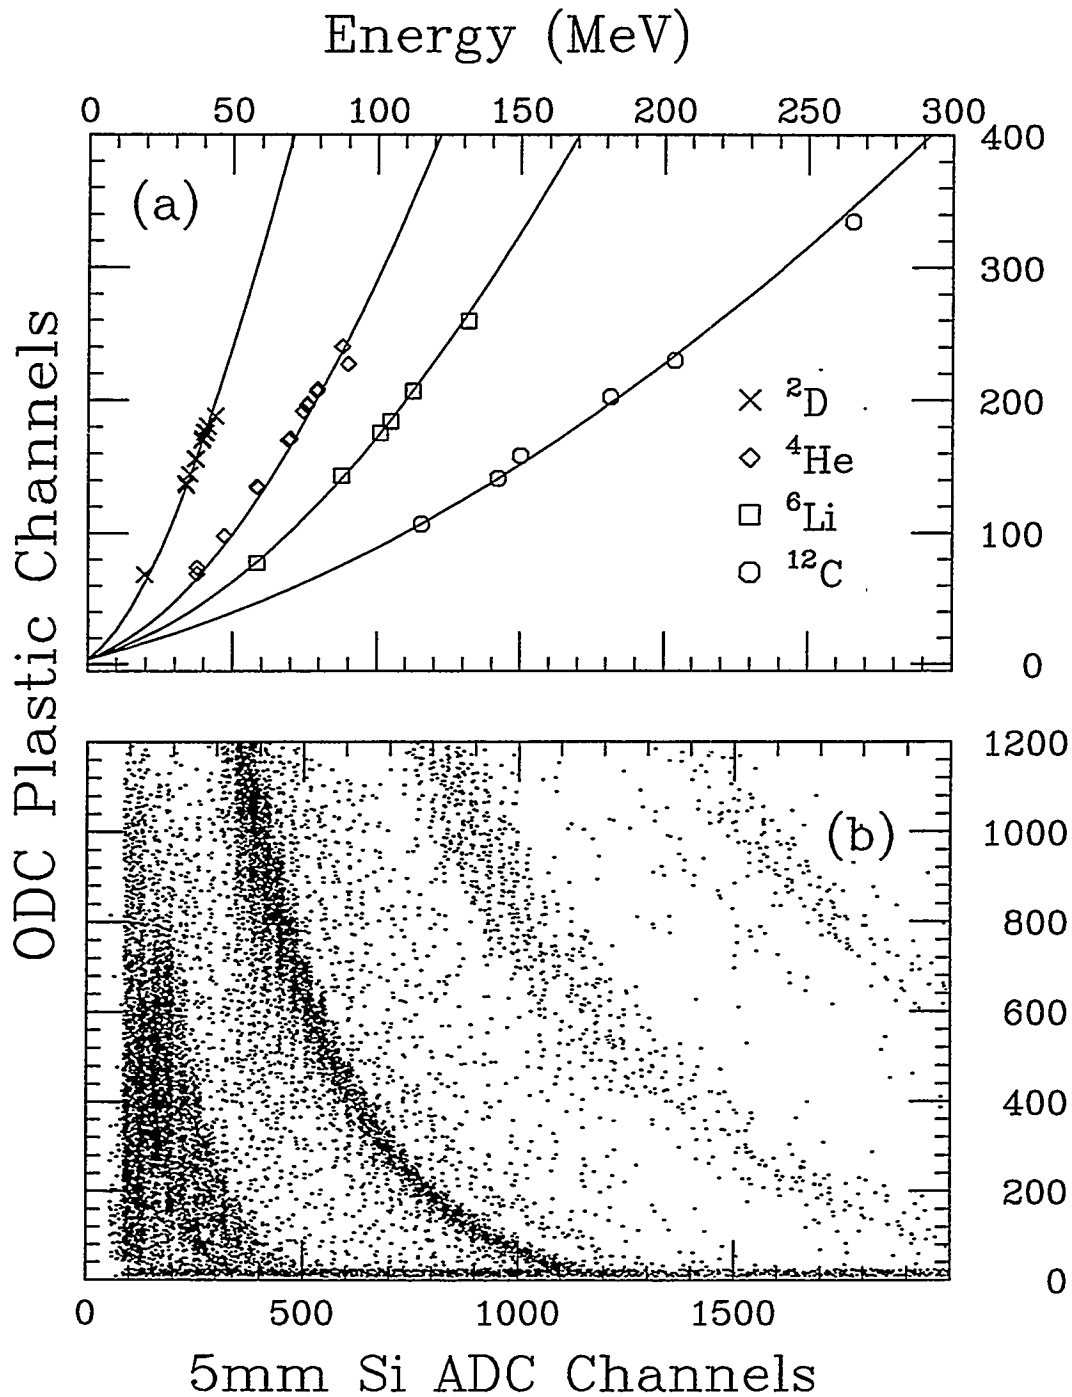 Energy (MeV)
0 50 100 150 200 250 300
400
(a)
300
²D
200
⁴He
⁶Li
100
¹²C
0
ODC Plastic Channels
1200
(b)
1000
800
600
400
200
0
0 500 1000 1500
5mm Si ADC Channels